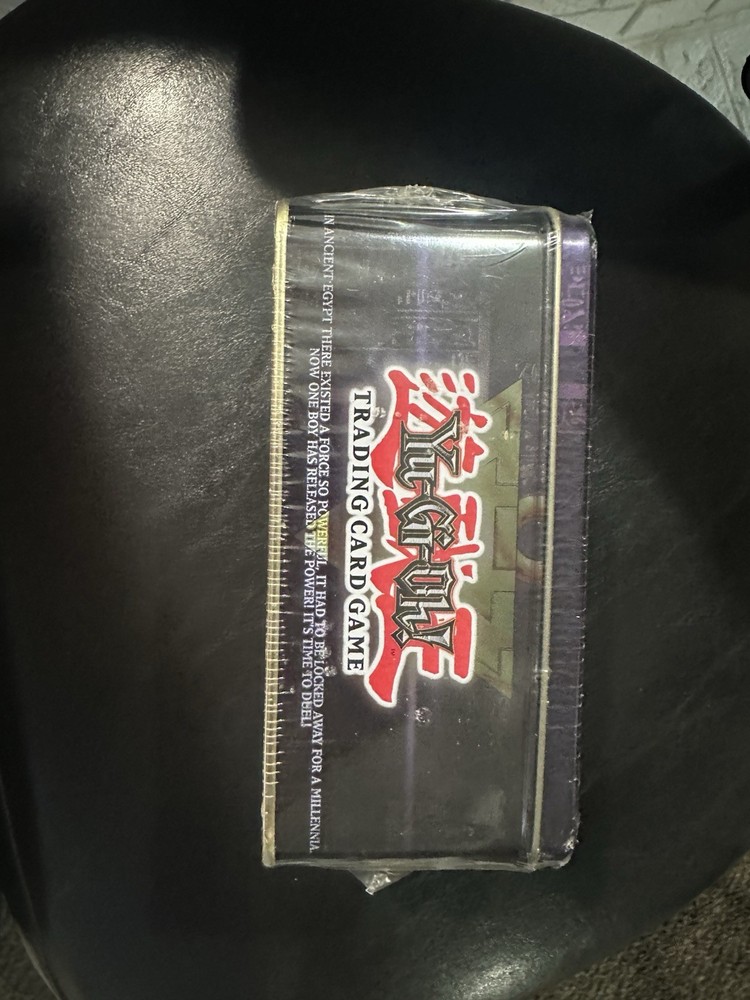 Yu-Gi-Oh!
TRADING CARD GAME
IN ANCIENT EGYPT THERE EXISTED A FORCE SO POWERFUL, IT HAD TO BE LOCKED AWAY FOR A MILLENNIA.
NOW ONE BOY HAS RELEASED THE POWER! IT'S TIME TO DUEL!